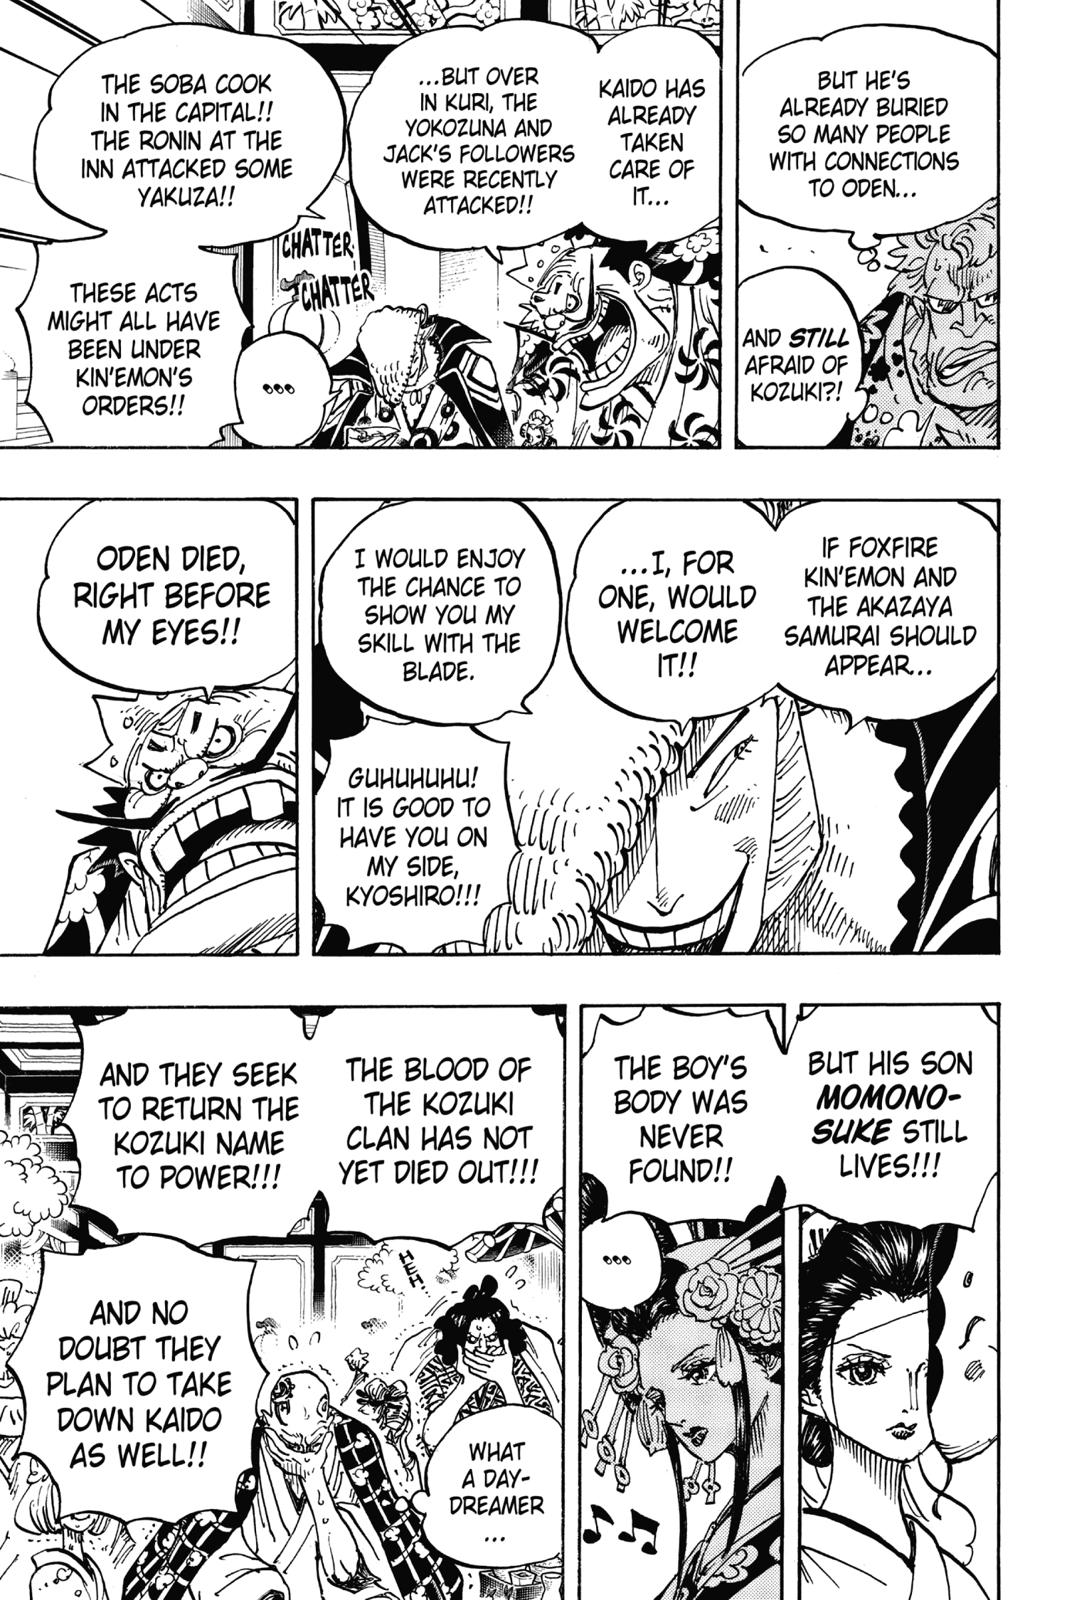 BUT HE'S
ALREADY BURIED
SO MANY PEOPLE
WITH CONNECTIONS
TO ODEN...
AND STILL
AFRAID OF
KOZUKI?!
KAIDO HAS
ALREADY
TAKEN
CARE OF
IT...
...BUT OVER
IN KURI, THE
YOKOZUNA AND
JACK'S FOLLOWERS
WERE RECENTLY
ATTACKED!!
CHATTER
CHATTER
THE SOBA COOK
IN THE CAPITAL!!
THE RONIN AT THE
INN ATTACKED SOME
YAKUZA!!
THESE ACTS
MIGHT ALL HAVE
BEEN UNDER
KIN'EMON'S
ORDERS!!
...
IF FOXFIRE
KIN'EMON AND
THE AKAZAYA
SAMURAI SHOULD
APPEAR...
...I, FOR
ONE, WOULD
WELCOME
IT!!
I WOULD ENJOY
THE CHANCE TO
SHOW YOU MY
SKILL WITH THE
BLADE.
GUHUHUHU!
IT IS GOOD TO
HAVE YOU ON
MY SIDE,
KYOSHIRO!!!
ODEN DIED,
RIGHT BEFORE
MY EYES!!
BUT HIS SON
MOMONO-
SUKE STILL
LIVES!!!
THE BOY'S
BODY WAS
NEVER
FOUND!!
...
THE BLOOD OF
THE KOZUKI
CLAN HAS NOT
YET DIED OUT!!!
AND THEY SEEK
TO RETURN THE
KOZUKI NAME
TO POWER!!!
HEH
AND NO
DOUBT THEY
PLAN TO TAKE
DOWN KAIDO
AS WELL!!
WHAT
A DAY-
DREAMER
...